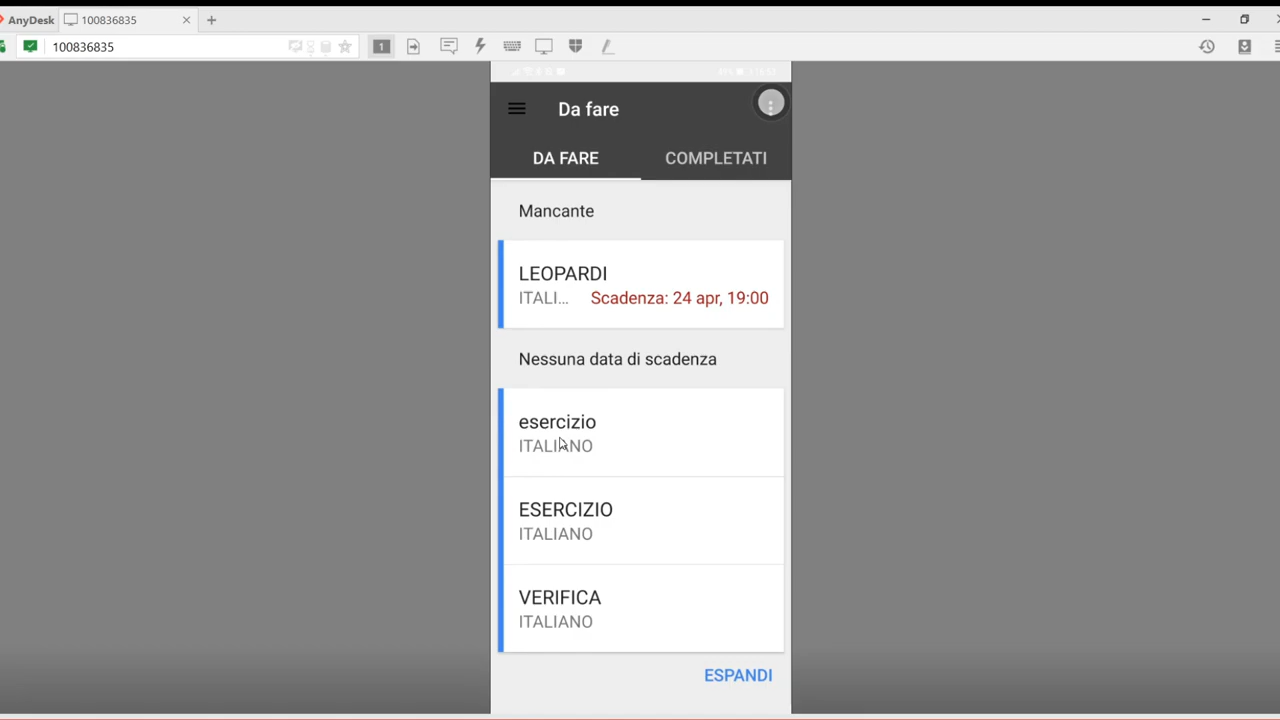 AnyDesk
100836835
100836835
1
Da fare
DA FARE
COMPLETATI
Mancante
LEOPARDI
ITALI... Scadenza: 24 apr, 19:00
Nessuna data di scadenza
esercizio
ITALIANO
ESERCIZIO
ITALIANO
VERIFICA
ITALIANO
ESPANDI